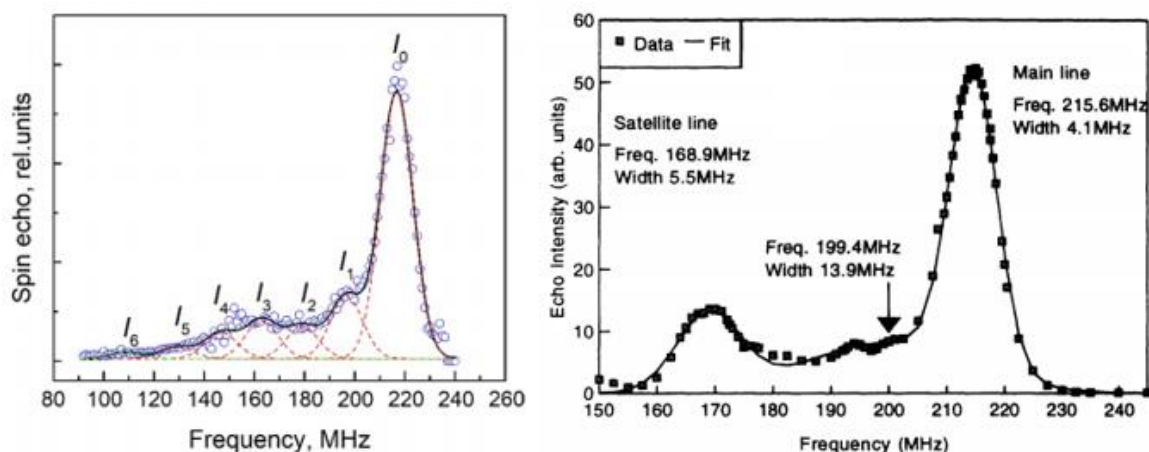 I0
I1
I2
I3
I4
I5
I6
Spin echo, rel.units
80 100 120 140 160 180 200 220 240 260
Frequency, MHz
60
50
40
30
20
10
0
Data — Fit
Main line
Freq. 215.6MHz
Width 4.1MHz
Satellite line
Freq. 168.9MHz
Width 5.5MHz
Freq. 199.4MHz
Width 13.9MHz
Echo Intensity (arb. units)
150 160 170 180 190 200 210 220 230 240
Frequency (MHz)